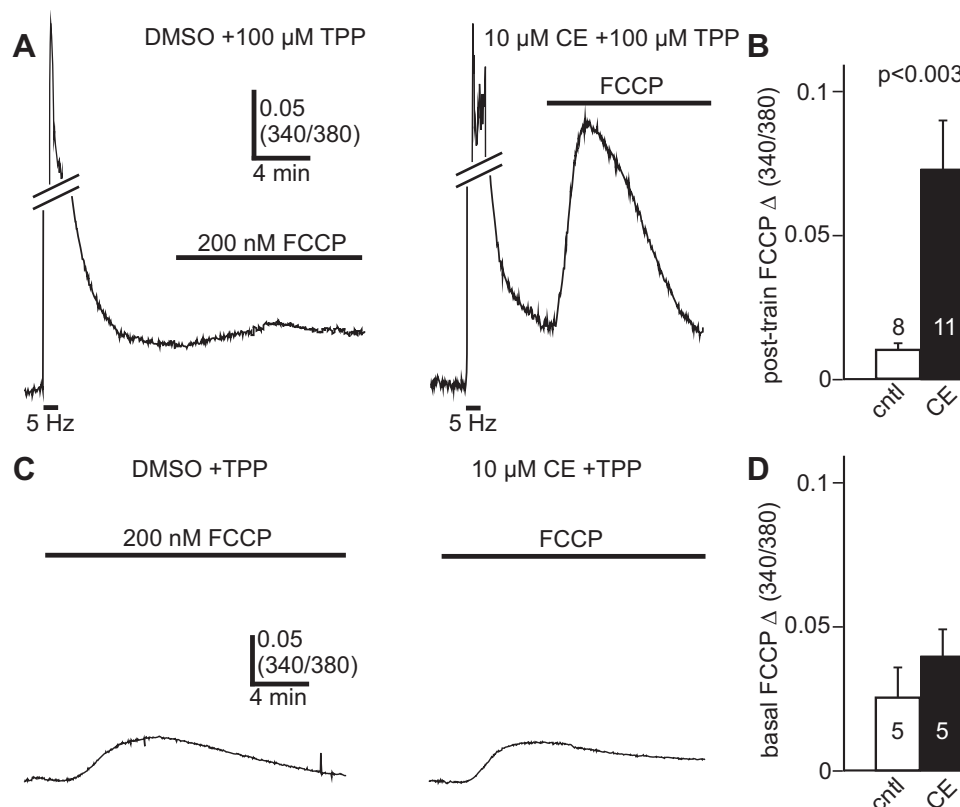 A
DMSO +100 µM TPP
0.05
(340/380)
4 min
200 nM FCCP
5 Hz
10 µM CE +100 µM TPP
FCCP
5 Hz
B
p<0.003
post-train FCCP Δ (340/380)
0.1
0.05
0
8
11
cntl
CE
C
DMSO +TPP
200 nM FCCP
0.05
(340/380)
4 min
10 µM CE +TPP
FCCP
D
basal FCCP Δ (340/380)
0.1
0.05
0
5
5
cntl
CE